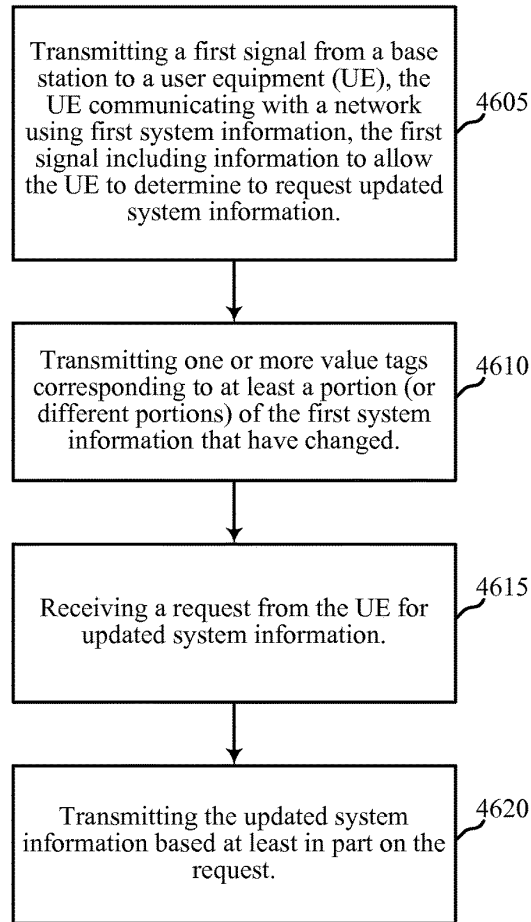 Transmitting a first signal from a base
station to a user equipment (UE), the
UE communicating with a network
using first system information, the first
signal including information to allow
the UE to determine to request updated
system information.
4605
Transmitting one or more value tags
corresponding to at least a portion (or
different portions) of the first system
information that have changed.
4610
Receiving a request from the UE for
updated system information.
4615
Transmitting the updated system
information based at least in part on the
request.
4620